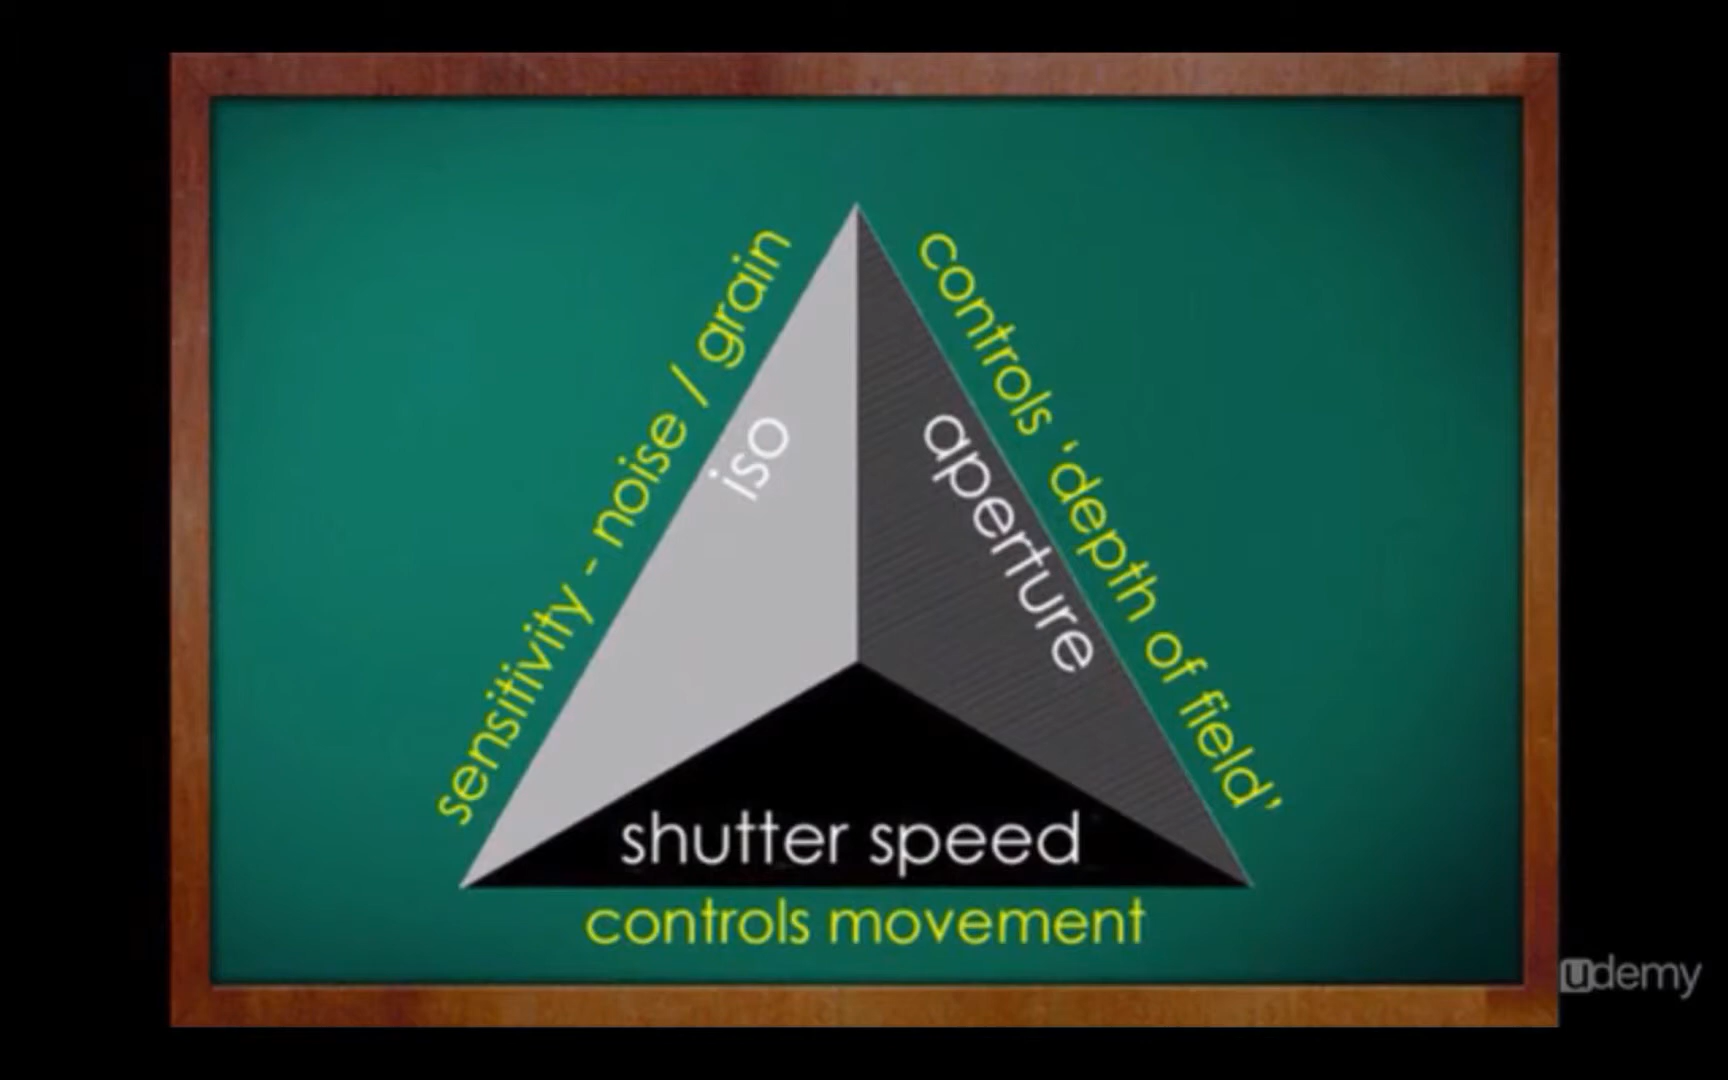 sensitivity - noise / grain
iso
controls 'depth of field'
aperture
shutter speed
controls movement
udemy